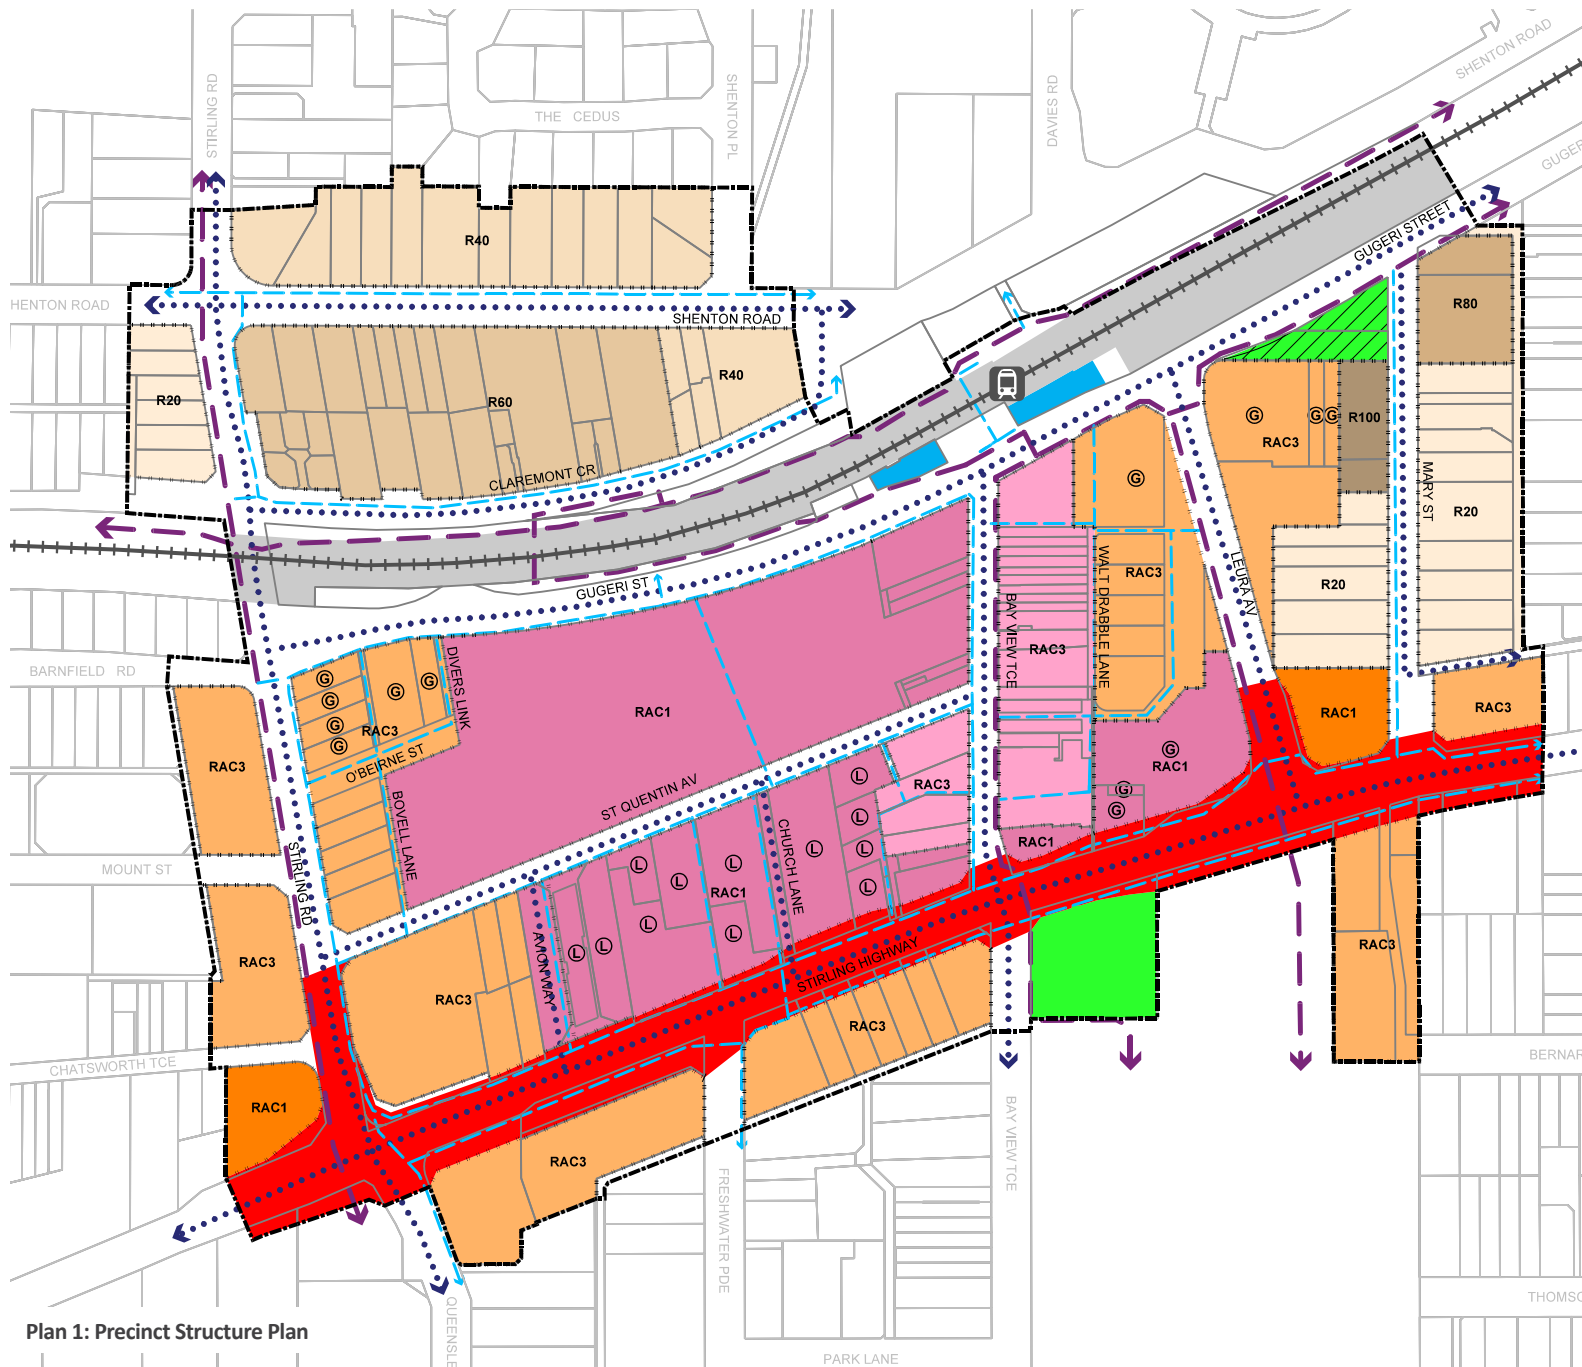 SHENTON ROAD
STIRLING RD
THE CEDUS
SHENTON PL
DAVIES RD
GUGERI
R40
GUGERI STREET
HENTON ROAD
SHENTON ROAD
R80
R20
R60
R40
G
G
G
RAC3
R100
CLAREMONT CR
G
MARY ST
R20
GUGERI ST
BAY VIEW TCE
WALT DRABBLE LANE
RAC3
LEURA AV
R20
BARNFIELD RD
DIVERS LINK
G
G
G
G
G
G
RAC3
O'BEIRNE ST
RAC1
RAC3
RAC1
RAC3
RAC3
G
RAC1
G
G
BOVELL LANE
ST QUENTIN AV
L
L
L
L
RAC3
CHURCH LANE
L
RAC1
MOUNT ST
STIRLING RD
L
L
L
RAC1
L
L
L
L
AVION WAY
STIRLING HIGHWAY
RAC3
RAC3
RAC3
RAC3
CHATSWORTH TCE
BERNAR
RAC1
RAC3
FRESHWATER PDE
BAY VIEW TCE
QUEENSLE
THOMSO
Plan 1: Precinct Structure Plan
PARK LANE